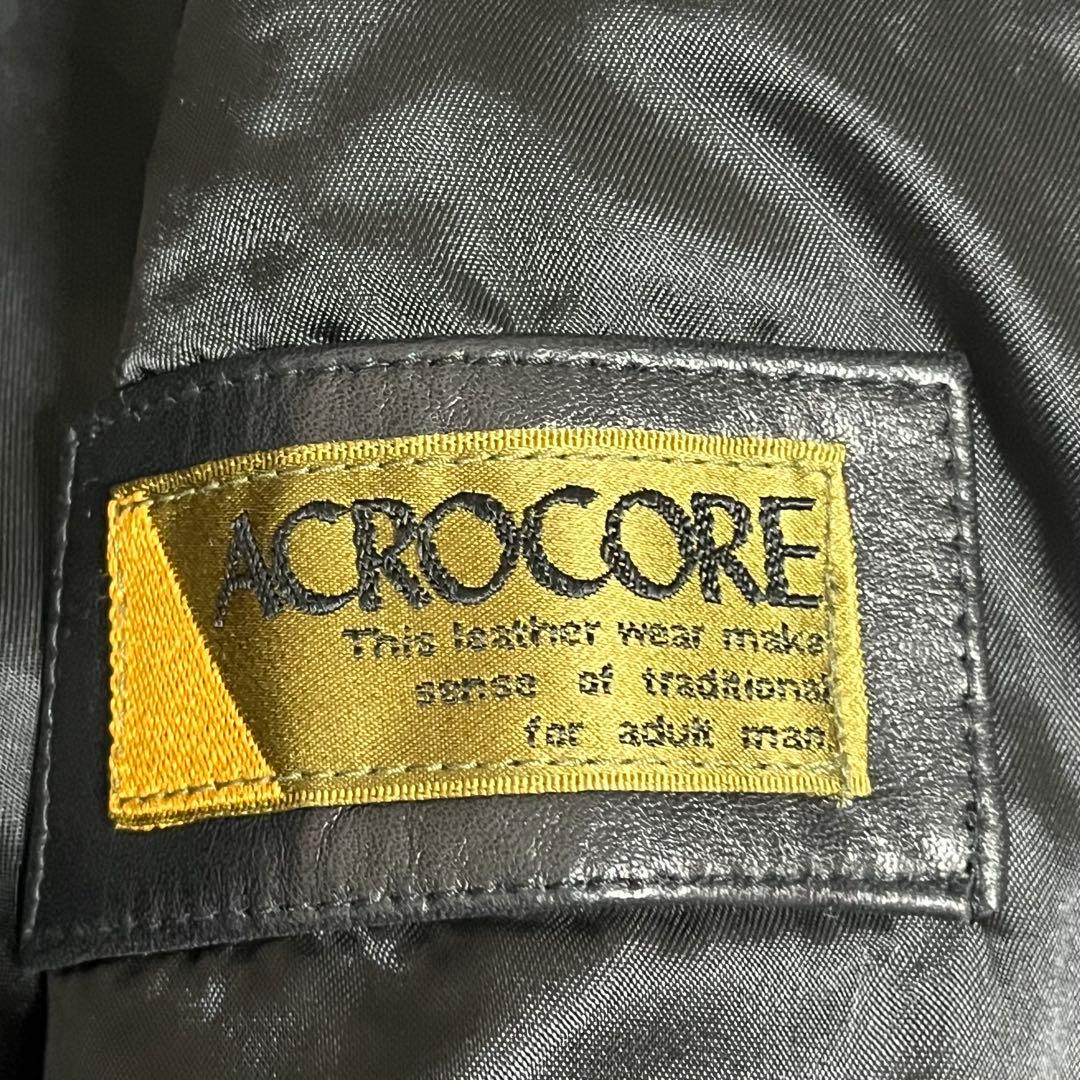 ACROCORE
This leather wear make
sense of traditional
for adult man.